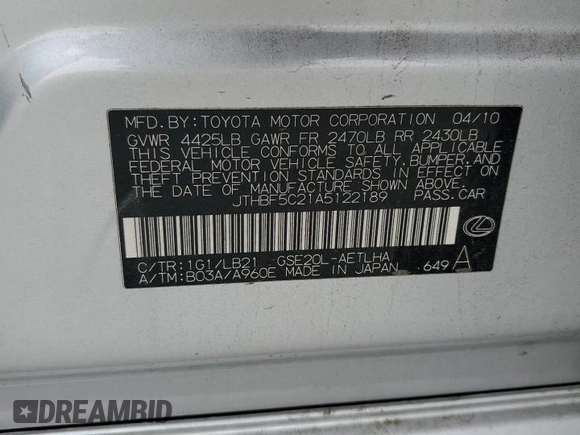 MFD.BY:TOYOTA MOTOR CORPORATION 04/10
GVWR 4425LB GAWR FR 2470LB RR 2430LB
THIS VEHICLE CONFORMS TO ALL APPLICABLE
FEDERAL MOTOR VEHICLE SAFETY,BUMPER,AND
THEFT PREVENTION STANDARDS IN EFFECT ON
THE DATE OF MANUFACTURE SHOWN ABOVE.
JTHBF5C21A5122189 PASS.CAR
C/TR:1G1/LB21 GSE20L-AETLHA
A/TM:B03A/A960E MADE IN JAPAN 649 A
DREAMBID